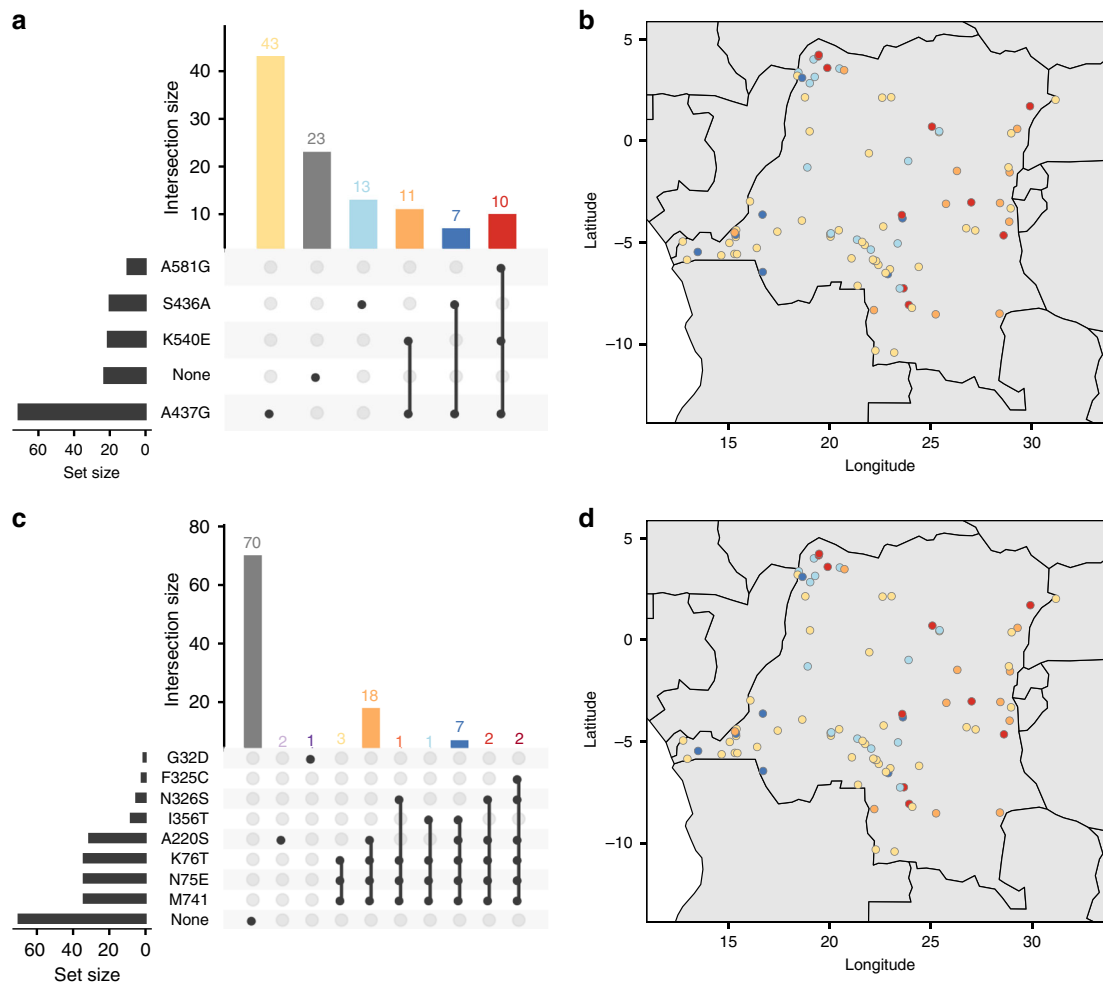 a
43
23
13
11
7
10
Intersection size
40
30
20
10
A581G
S436A
K540E
None
A437G
60 40 20 0
Set size
b
5
0
−5
−10
Latitude
15 20 25 30
Longitude
c
80
60
40
20
Intersection size
70
2
1
3
18
1
1
7
2
2
G32D
F325C
N326S
I356T
A220S
K76T
N75E
M741
None
60 40 20 0
Set size
d
5
0
−5
−10
Latitude
15 20 25 30
Longitude